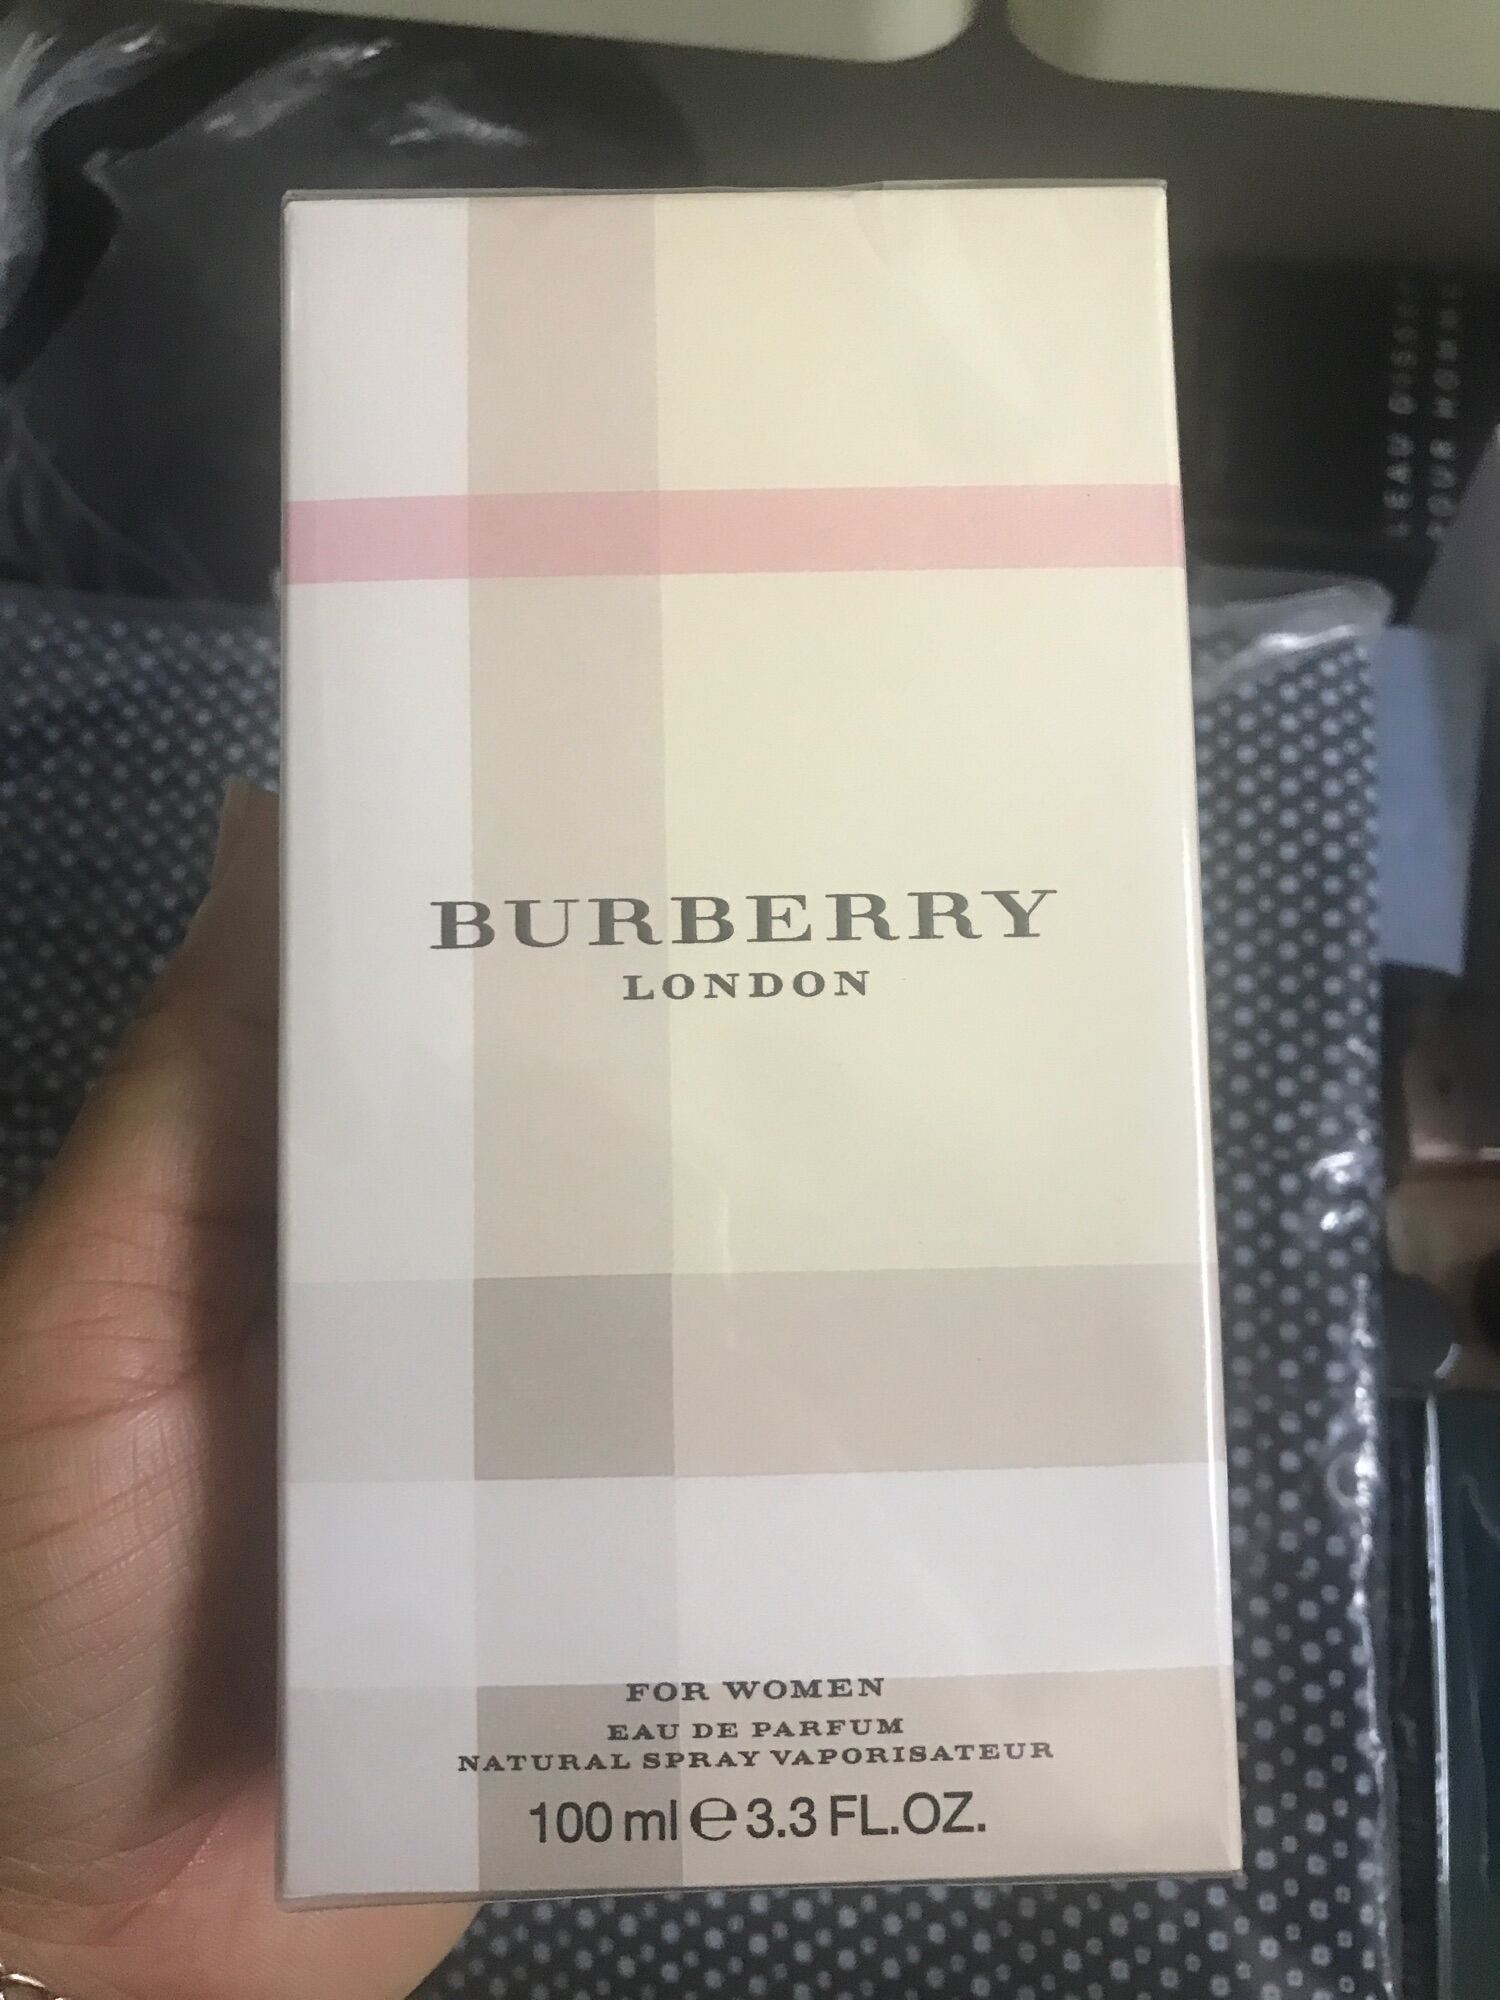 BURBERRY
LONDON
FOR WOMEN
EAU DE PARFUM
NATURAL SPRAY VAPORISATEUR
100 ml ℮ 3.3 FL.OZ.